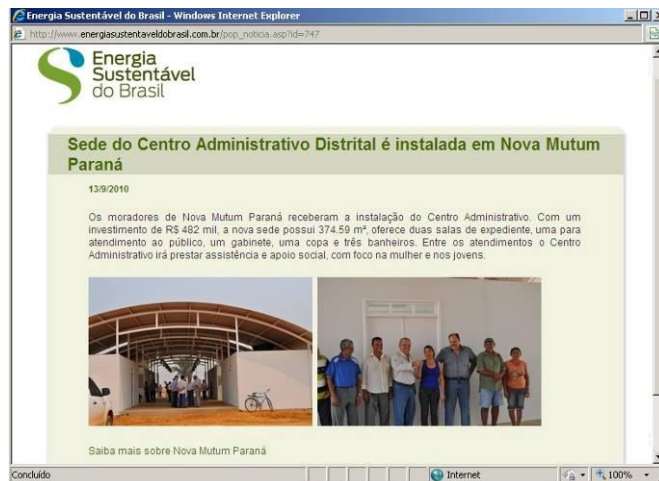 Energia Sustentável do Brasil - Windows Internet Explorer
http://www.energiasustentaveldobrasil.com.br/pop_noticia.asp?id=747
Energia
Sustentável
do Brasil
Sede do Centro Administrativo Distrital é instalada em Nova Mutum
Paraná
13/9/2010
Os moradores de Nova Mutum Paraná receberam a instalação do Centro Administrativo. Com um
investimento de R$ 482 mil, a nova sede possui 374.59 m², oferece duas salas de expediente, uma para
atendimento ao público, um gabinete, uma copa e três banheiros. Entre os atendimentos o Centro
Administrativo irá prestar assistência e apoio social, com foco na mulher e nos jovens.
Saiba mais sobre Nova Mutum Paraná
Concluído
Internet
100%